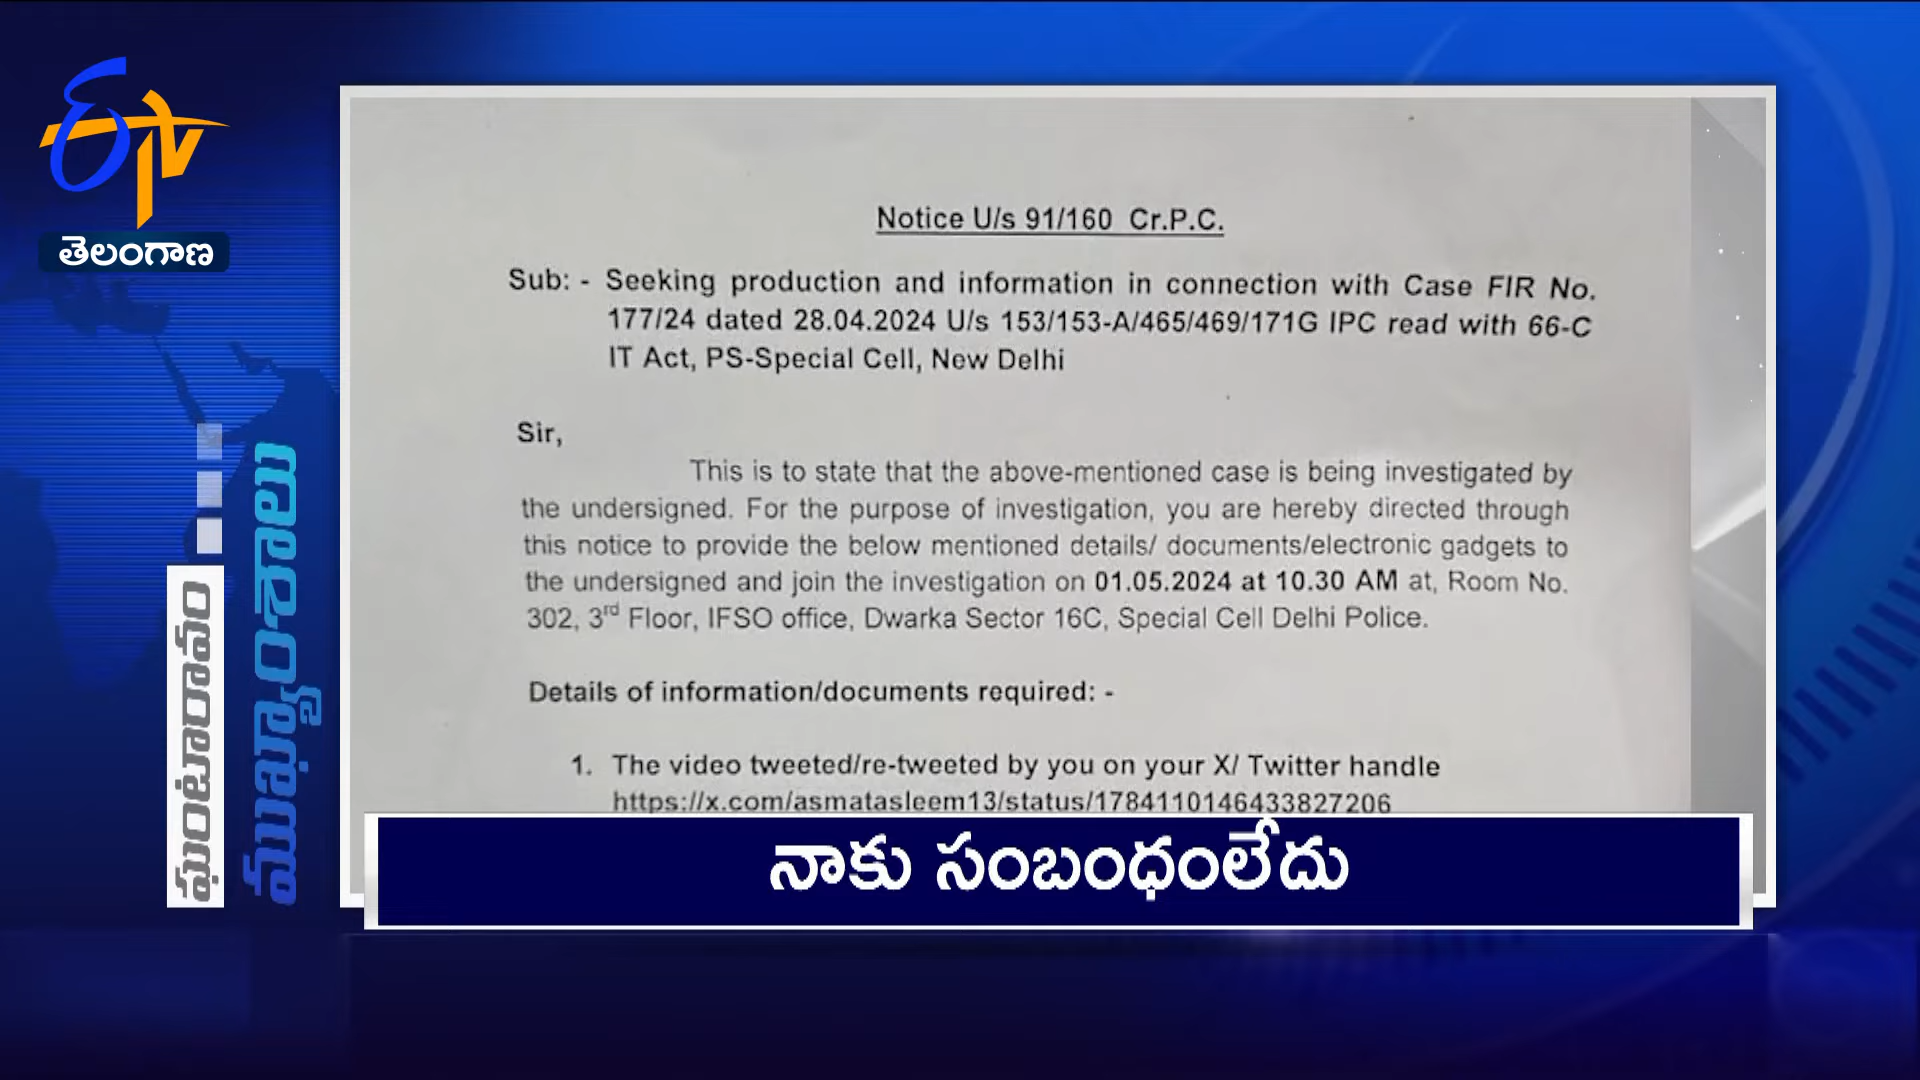 ETV
తెలంగాణ
ఘంటారావం
ముఖ్యాంశాలు
Notice U/s 91/160 Cr.P.C.
Sub: - Seeking production and information in connection with Case FIR No.
177/24 dated 28.04.2024 U/s 153/153-A/465/469/171G IPC read with 66-C
IT Act, PS-Special Cell, New Delhi
Sir,
This is to state that the above-mentioned case is being investigated by
the undersigned. For the purpose of investigation, you are hereby directed through
this notice to provide the below mentioned details/ documents/electronic gadgets to
the undersigned and join the investigation on 01.05.2024 at 10.30 AM at, Room No.
302, 3rd Floor, IFSO office, Dwarka Sector 16C, Special Cell Delhi Police.
Details of information/documents required: -
1. The video tweeted/re-tweeted by you on your X/ Twitter handle
https://x.com/asmatasleem13/status/1784110146433827206
నాకు సంబంధంలేదు